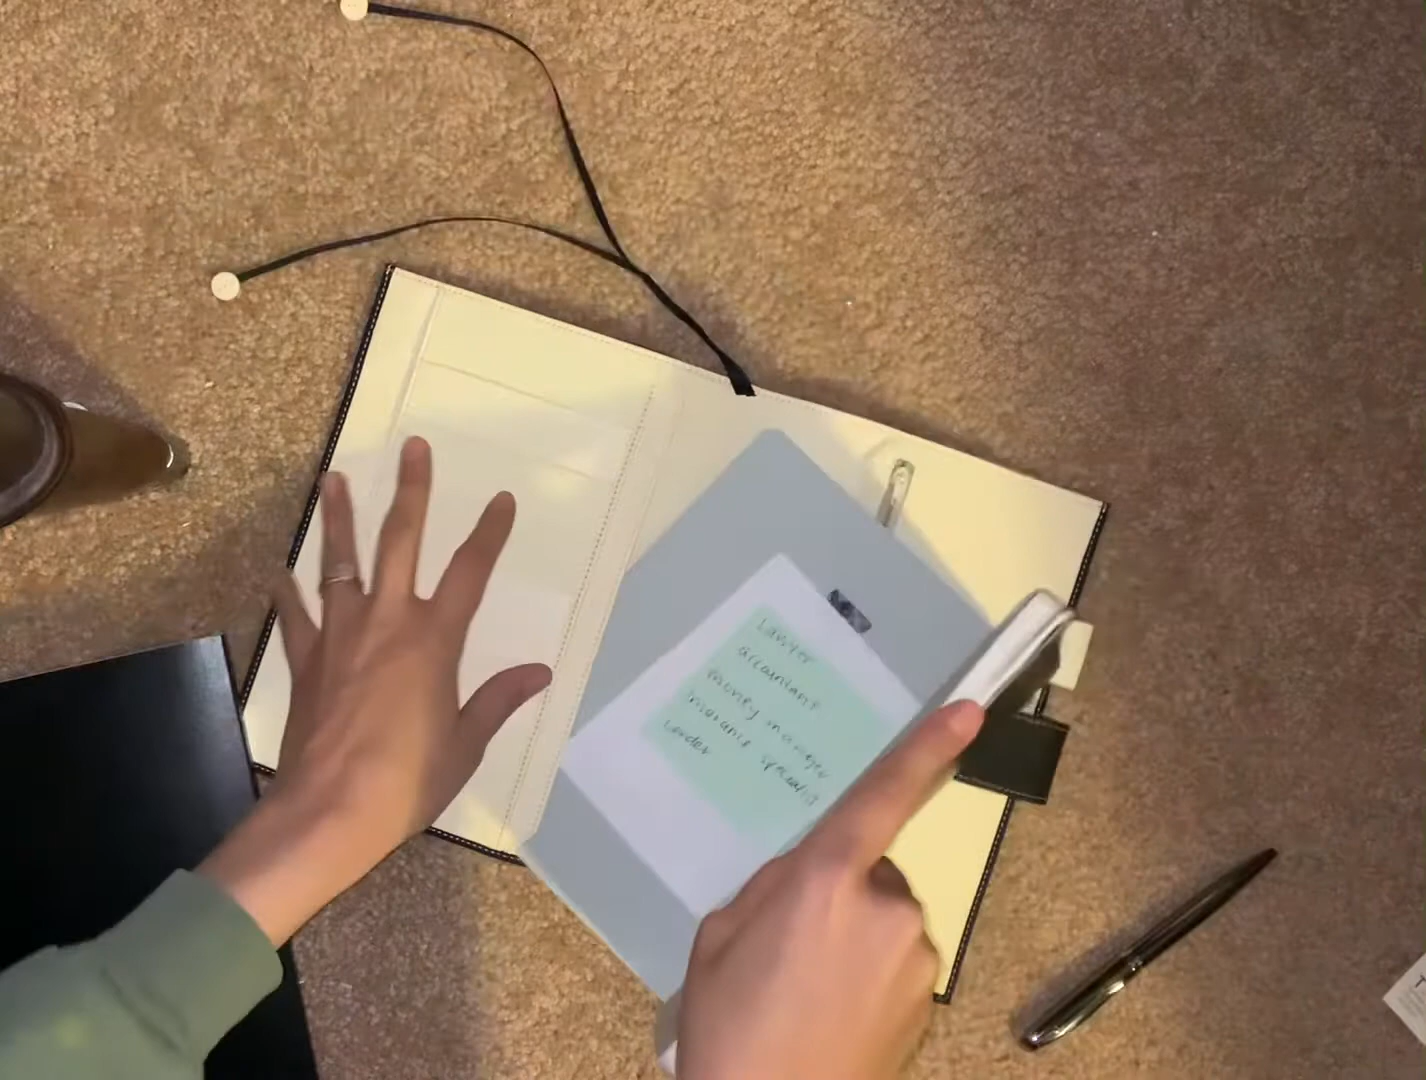 Lawyer
accountant
money manager
insurance specialist
Lender